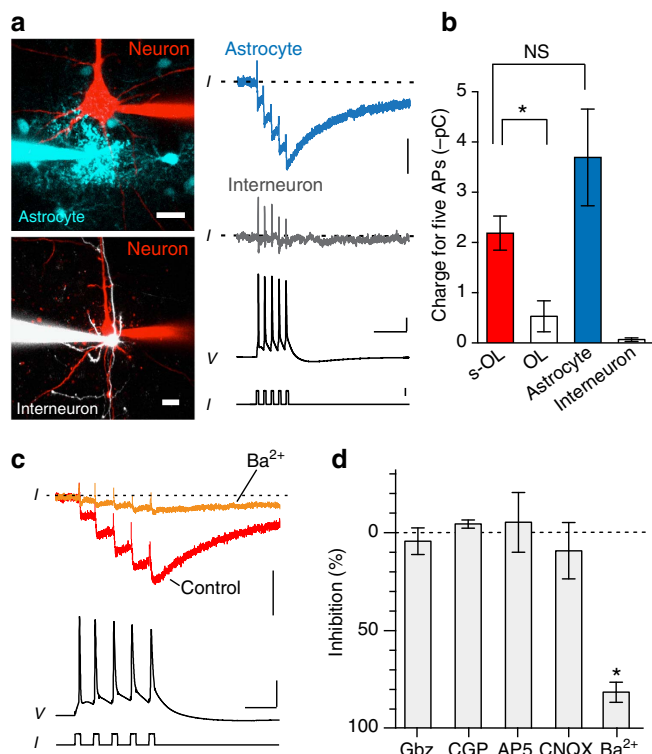 a
Neuron
Astrocyte
Neuron
Interneuron
Astrocyte
I
Interneuron
I
V
I
b
NS
*
Charge for five APs (–pC)
5
4
3
2
1
0
s-OL
OL
Astrocyte
Interneuron
c
Ba²⁺
I
Control
V
I
d
Inhibition (%)
0
50
100
*
Gbz CGP AP5 CNQX Ba²⁺